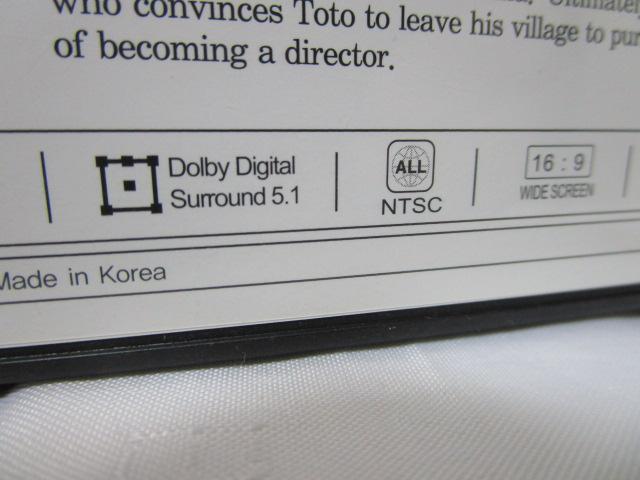 who convinces Toto to leave his village to pur
of becoming a director.
Dolby Digital
Surround 5.1
ALL
NTSC
16 : 9
WIDE SCREEN
Made in Korea